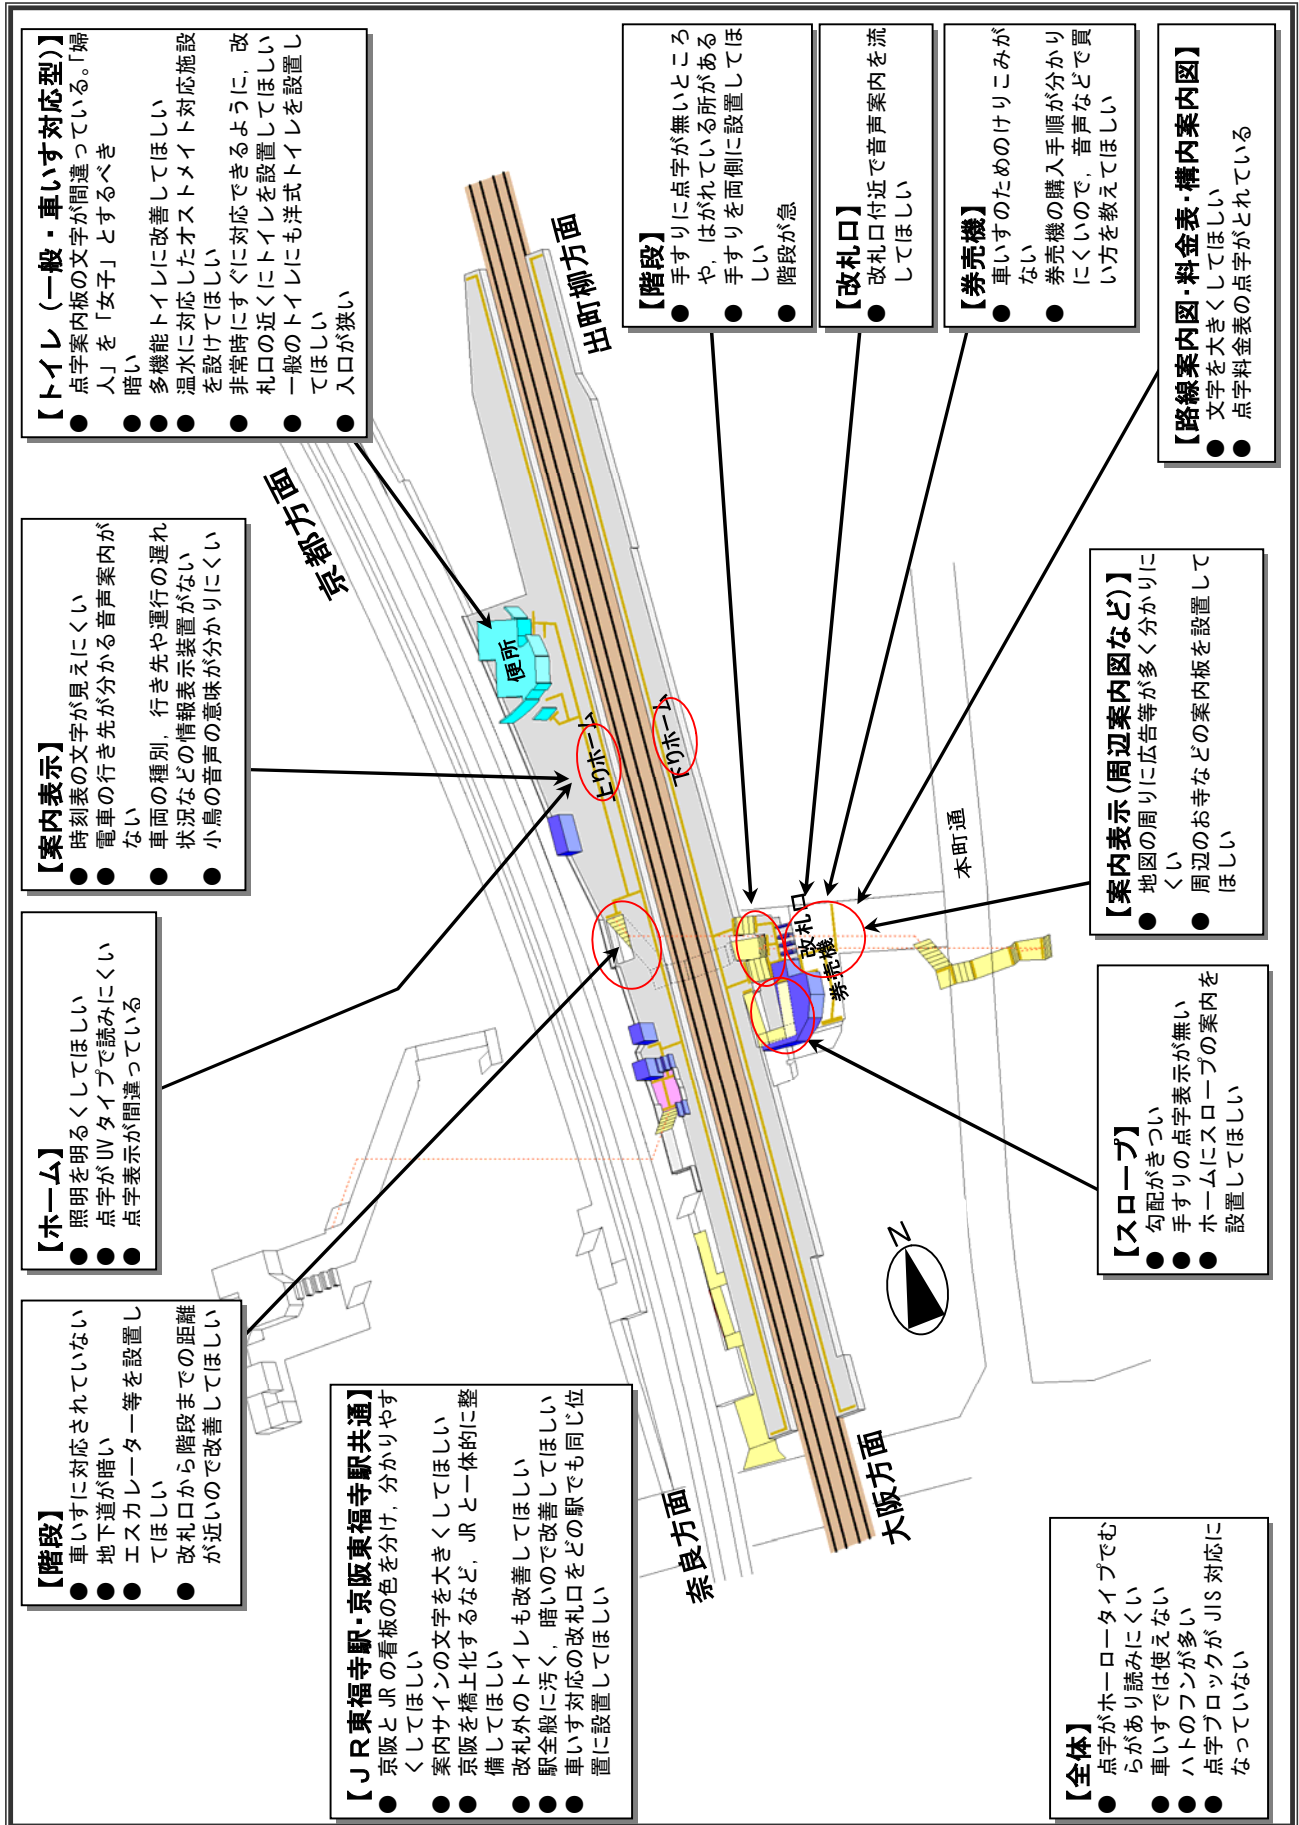 【階段】
● 車いすに対応されていない
● 地下道が暗い
● エスカレーター等を設置し
てほしい
● 改札口から階段までの距離
が近いので改善してほしい
【ホーム】
● 照明を明るくしてほしい
● 点字がUVタイプで読みにくい
● 点字表示が間違っている
【案内表示】
● 時刻表の文字が見えにくい
● 電車の行き先が分かる音声案内が
ない
● 車両の種別，行き先や運行の遅れ
状況などの情報表示装置がない
● 小鳥の音声の意味が分かりにくい
【トイレ（一般・車いす対応型）】
● 点字案内板の文字が間違っている。「婦
人」を「女子」とするべき
● 暗い
● 多機能トイレに改善してほしい
● 温水に対応したオストメイト対応施設
を設けてほしい
● 非常時にすぐに対応できるように，改
札口の近くにトイレを設置してほしい
● 一般のトイレにも洋式トイレを設置し
てほしい
● 入口が狭い
【ＪＲ東福寺駅・京阪東福寺駅共通】
● 京阪とJRの看板の色を分け，分かりやす
くしてほしい
● 案内サインの文字を大きくしてほしい
● 京阪を橋上化するなど，JRと一体的に整
備してほしい
● 改札外のトイレも改善してほしい
● 駅全般に汚く，暗いので改善してほしい
● 車いす対応の改札口をどの駅でも同じ位
置に設置してほしい
京都方面
奈良方面
出町柳方面
大阪方面
便所
上りホーム
下りホーム
改札口
券売機
本町通
N
【階段】
● 手すりに点字が無いところ
や，はがれている所がある
● 手すりを両側に設置してほ
しい
● 階段が急
【改札口】
● 改札口付近で音声案内を流
してほしい
【券売機】
● 車いすのためのけりこみが
ない
● 券売機の購入手順が分かり
にくいので，音声などで買
い方を教えてほしい
【路線案内図・料金表・構内案内図】
● 文字を大きくしてほしい
● 点字料金表の点字がとれている
【案内表示（周辺案内図など）】
● 地図の周りに広告等が多く分かりに
くい
● 周辺のお寺などの案内板を設置して
ほしい
【スロープ】
● 勾配がきつい
● 手すりの点字表示が無い
● ホームにスロープの案内を
設置してほしい
【全体】
● 点字がホーロータイプでむ
らがあり読みにくい
● 車いすでは使えない
● ハトのフンが多い
● 点字ブロックがJIS対応に
なっていない